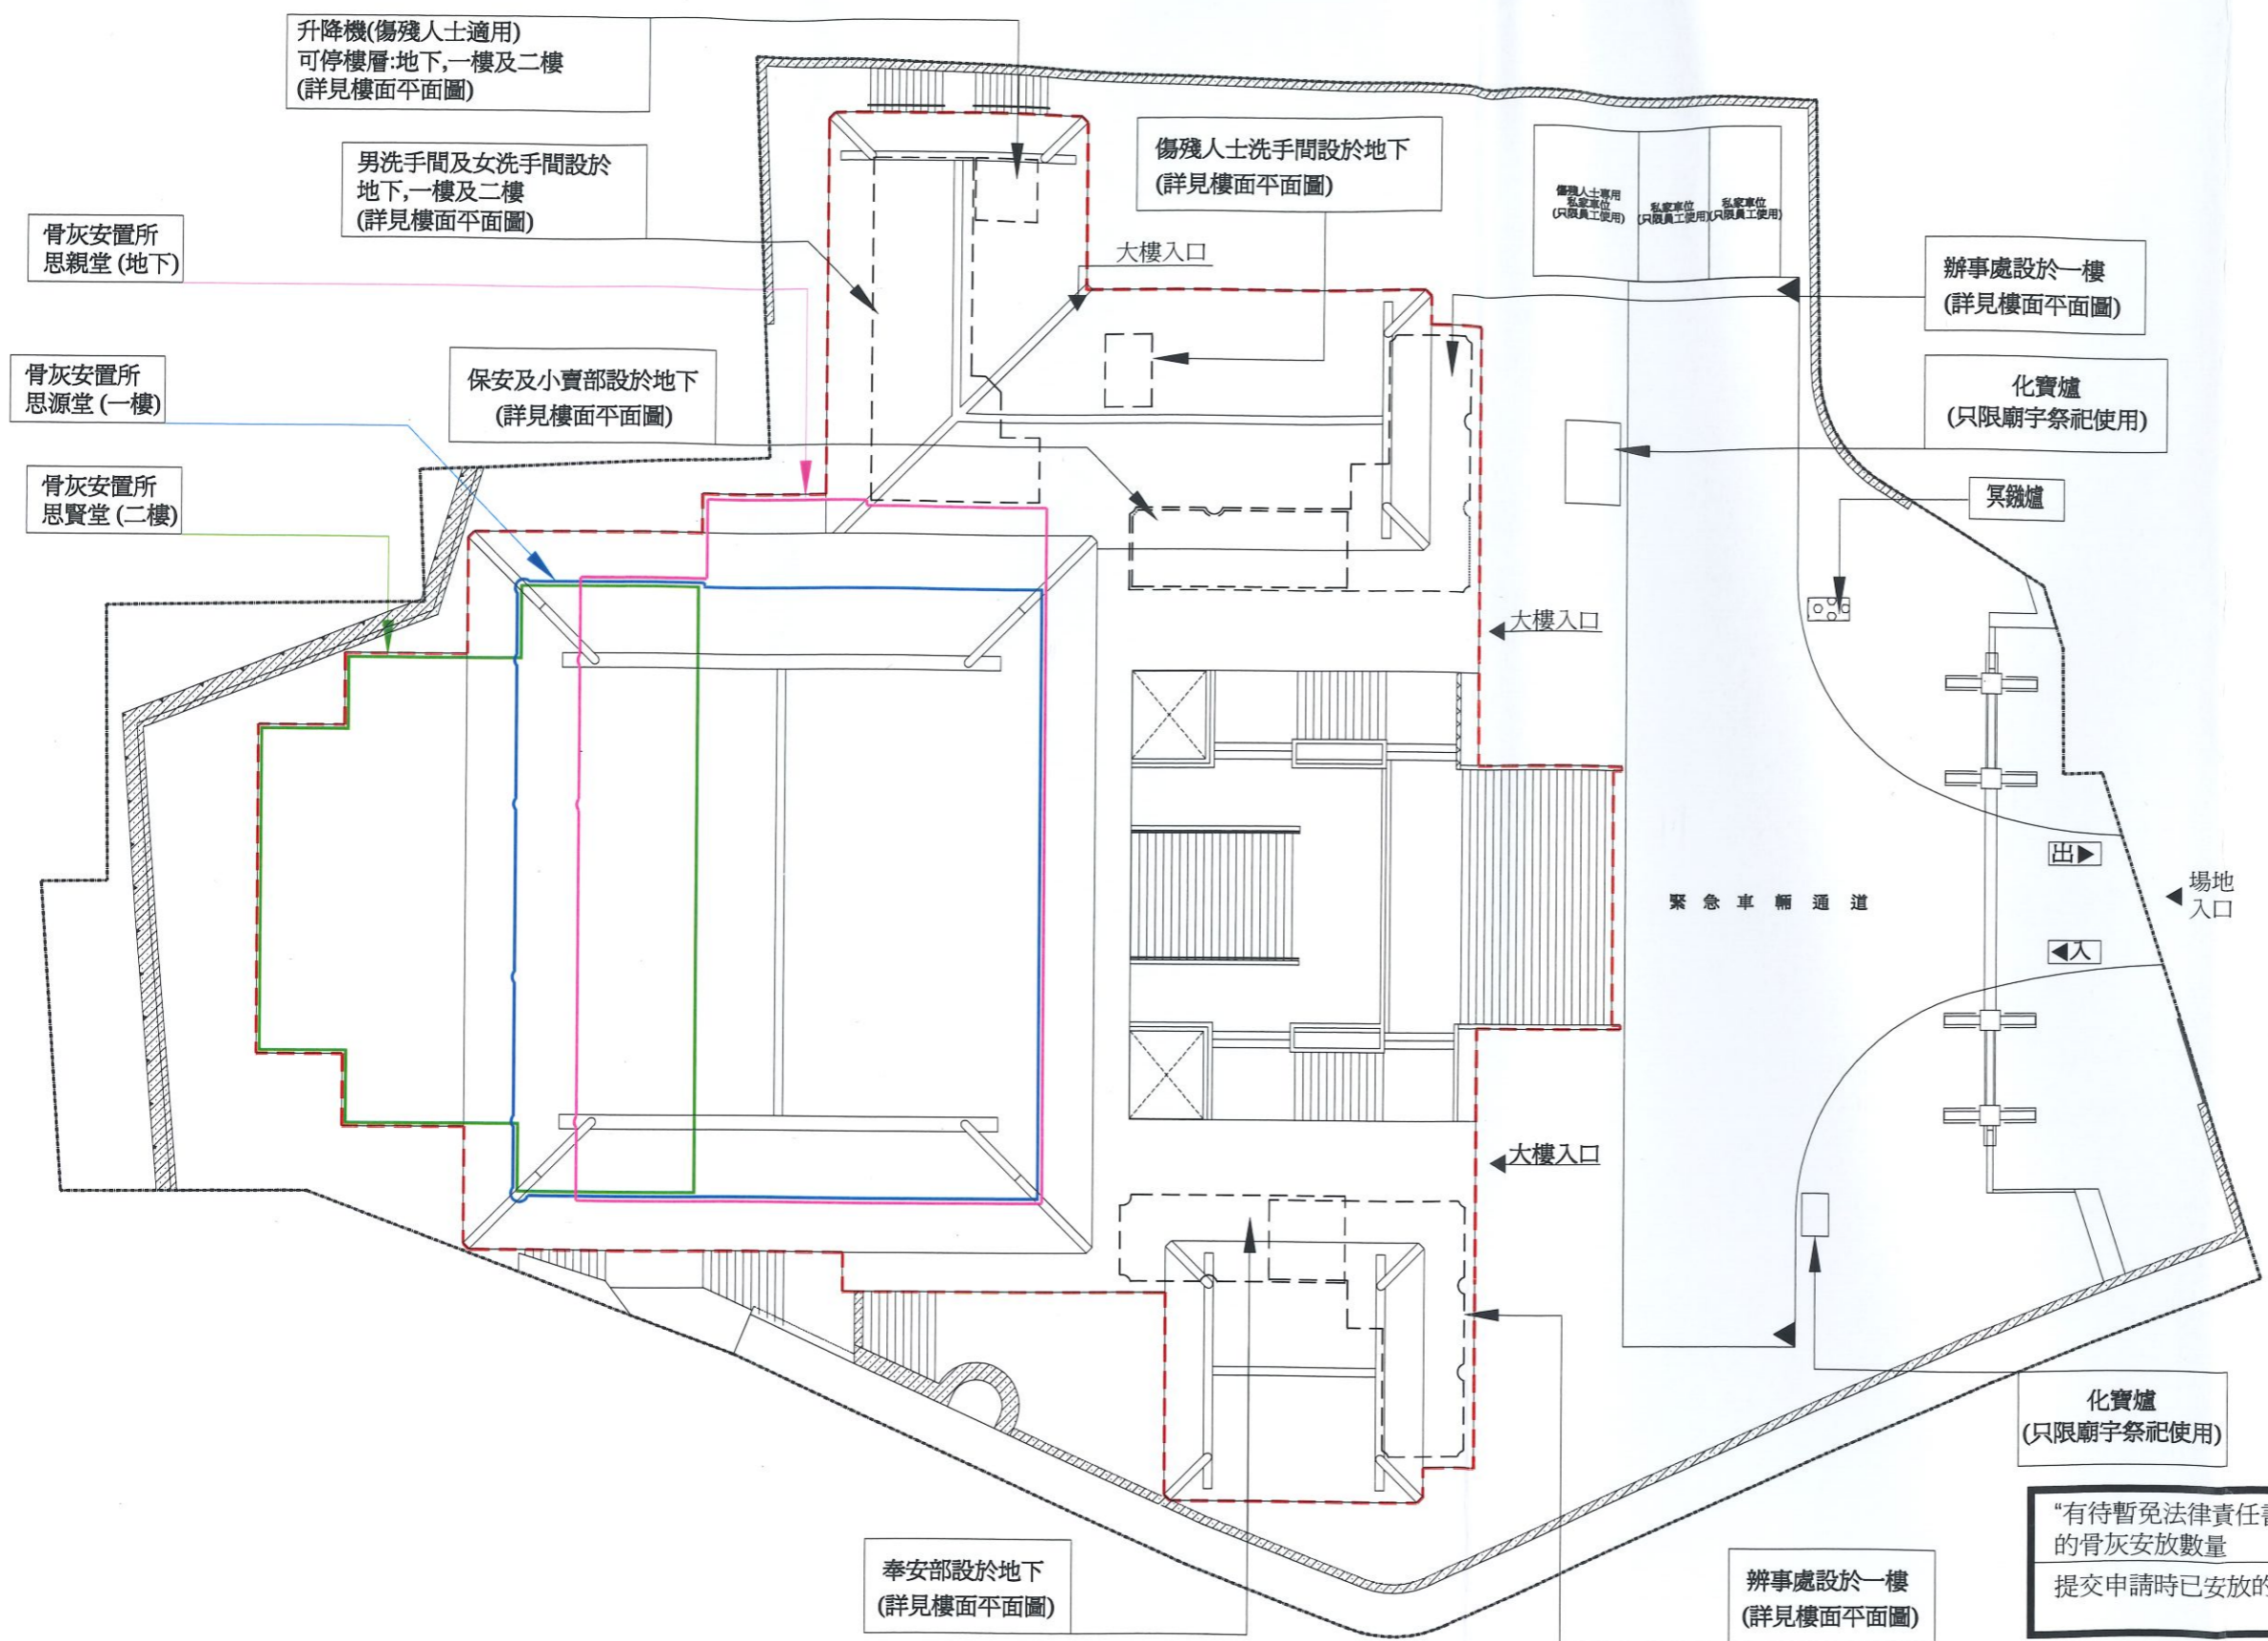 升降機(傷殘人士適用)
可停樓層:地下,一樓及二樓
(詳見樓面平面圖)
男洗手間及女洗手間設於
地下,一樓及二樓
(詳見樓面平面圖)
傷殘人士洗手間設於地下
(詳見樓面平面圖)
傷殘人士專用
私家車位
(只限員工使用)
私家車位
(只限員工使用)
私家車位
(只限員工使用)
骨灰安置所
思親堂 (地下)
大樓入口
辦事處設於一樓
(詳見樓面平面圖)
骨灰安置所
思源堂 (一樓)
保安及小賣部設於地下
(詳見樓面平面圖)
化寶爐
(只限廟宇祭祀使用)
骨灰安置所
思賢堂 (二樓)
冥鏹爐
大樓入口
出
場地
入口
緊急車輛通道
入
大樓入口
化寶爐
(只限廟宇祭祀使用)
“有待暫免法律責任書
的骨灰安放數量
提交申請時已安放的
奉安部設於地下
(詳見樓面平面圖)
辨事處設於一樓
(詳見樓面平面圖)